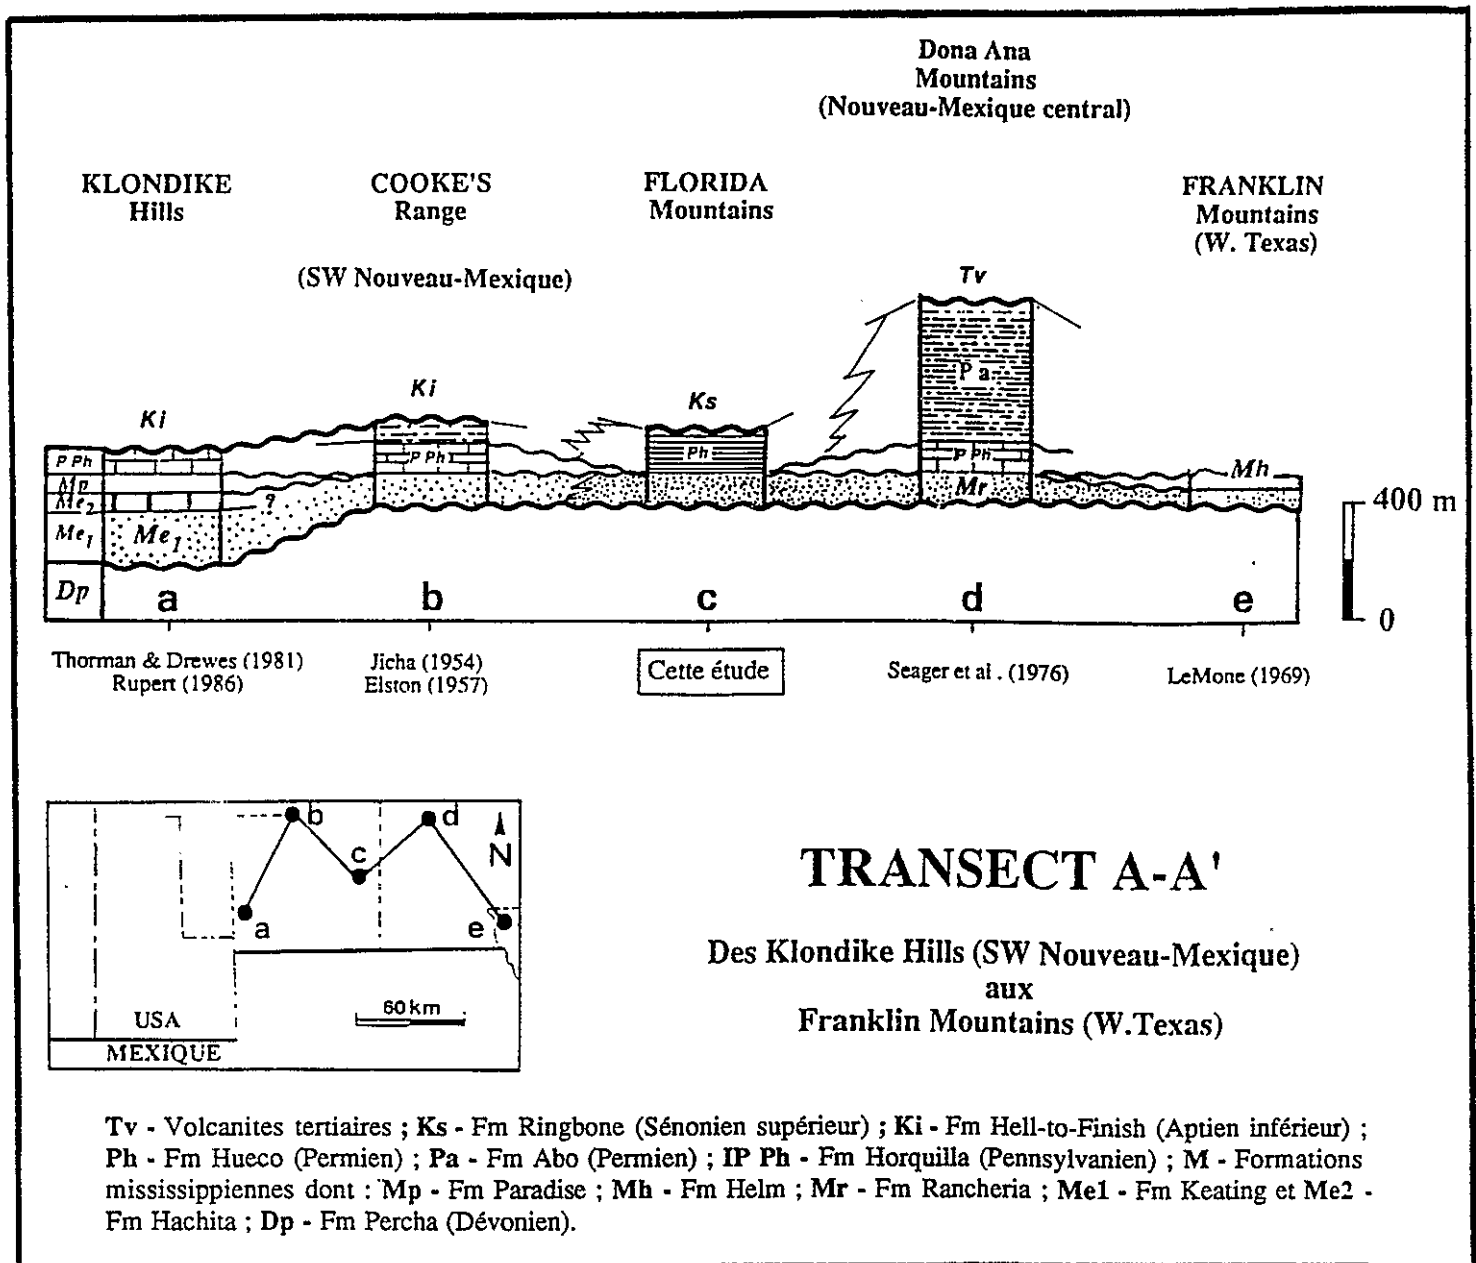 Dona Ana
Mountains
(Nouveau-Mexique central)
KLONDIKE
Hills
COOKE'S
Range
FLORIDA
Mountains
FRANKLIN
Mountains
(W. Texas)
(SW Nouveau-Mexique)
Tv
Ki
Ki
Ks
Pa
P Ph
Mp
Me2
Me1
Dp
?
Me1
P Ph
Ph
P Ph
Mr
Mh
400 m
0
a
b
c
d
e
Thorman & Drewes (1981)
Rupert (1986)
Jicha (1954)
Elston (1957)
Cette étude
Seager et al . (1976)
LeMone (1969)
b
d
c
N
a
e
60 km
USA
MEXIQUE
TRANSECT A-A'
Des Klondike Hills (SW Nouveau-Mexique)
aux
Franklin Mountains (W.Texas)
Tv - Volcanites tertiaires ; Ks - Fm Ringbone (Sénonien supérieur) ; Ki - Fm Hell-to-Finish (Aptien inférieur) ;
Ph - Fm Hueco (Permien) ; Pa - Fm Abo (Permien) ; IP Ph - Fm Horquilla (Pennsylvanien) ; M - Formations
mississippiennes dont : Mp - Fm Paradise ; Mh - Fm Helm ; Mr - Fm Rancheria ; Me1 - Fm Keating et Me2 -
Fm Hachita ; Dp - Fm Percha (Dévonien).